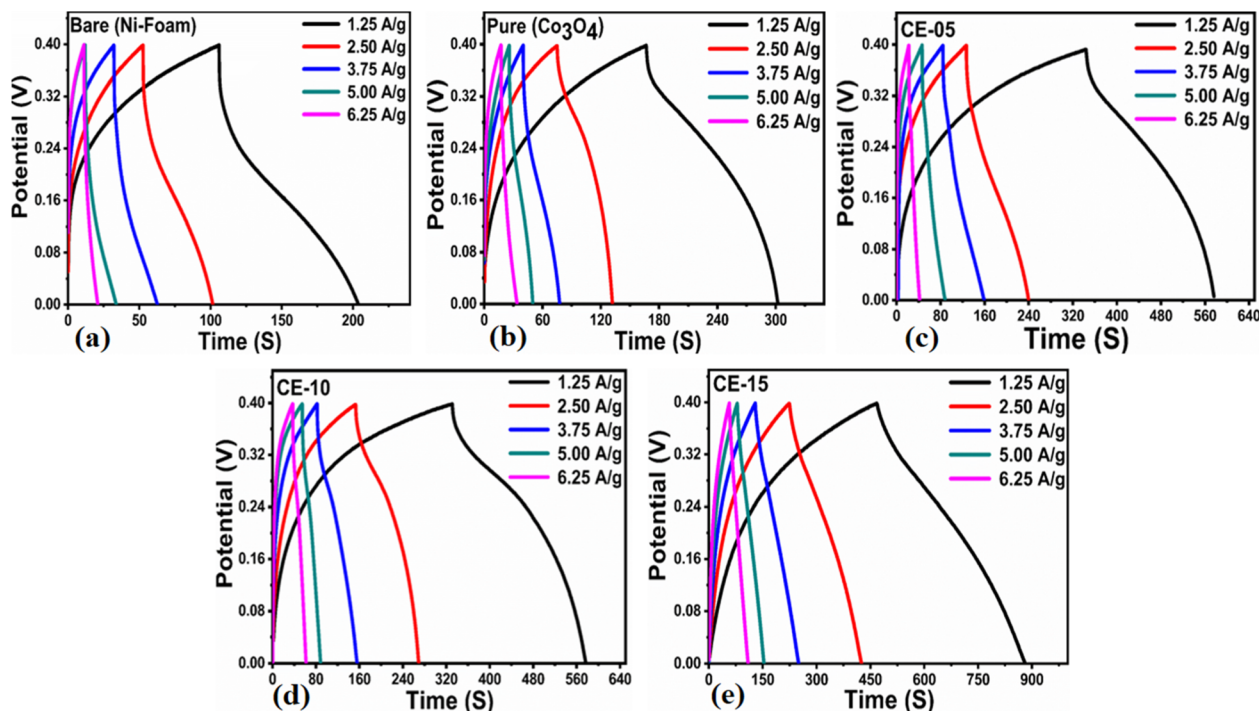 Bare (Ni-Foam)
1.25 A/g
2.50 A/g
3.75 A/g
5.00 A/g
6.25 A/g
Potential (V)
0.40
0.32
0.24
0.16
0.08
0.00
0 50 100 150 200
(a) Time (S)
Pure (Co₃O₄)
1.25 A/g
2.50 A/g
3.75 A/g
5.00 A/g
6.25 A/g
Potential (V)
0.40
0.32
0.24
0.16
0.08
0.00
0 60 120 180 240 300
(b) Time (S)
CE-05
1.25 A/g
2.50 A/g
3.75 A/g
5.00 A/g
6.25 A/g
Potential (V)
0.40
0.32
0.24
0.16
0.08
0.00
0 80 160 240 320 400 480 560 640
(c) Time (S)
CE-10
1.25 A/g
2.50 A/g
3.75 A/g
5.00 A/g
6.25 A/g
Potential (V)
0.40
0.32
0.24
0.16
0.08
0.00
0 80 160 240 320 400 480 560 640
(d) Time (S)
CE-15
1.25 A/g
2.50 A/g
3.75 A/g
5.00 A/g
6.25 A/g
Potential (V)
0.40
0.32
0.24
0.16
0.08
0.00
0 150 300 450 600 750 900
(e) Time (S)